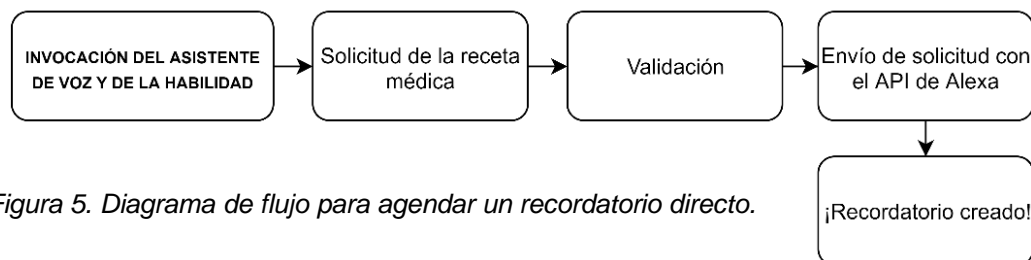 INVOCACIÓN DEL ASISTENTE
DE VOZ Y DE LA HABILIDAD
Solicitud de la receta
médica
Validación
Envío de solicitud con
el API de Alexa
Figura 5. Diagrama de flujo para agendar un recordatorio directo.
¡Recordatorio creado!